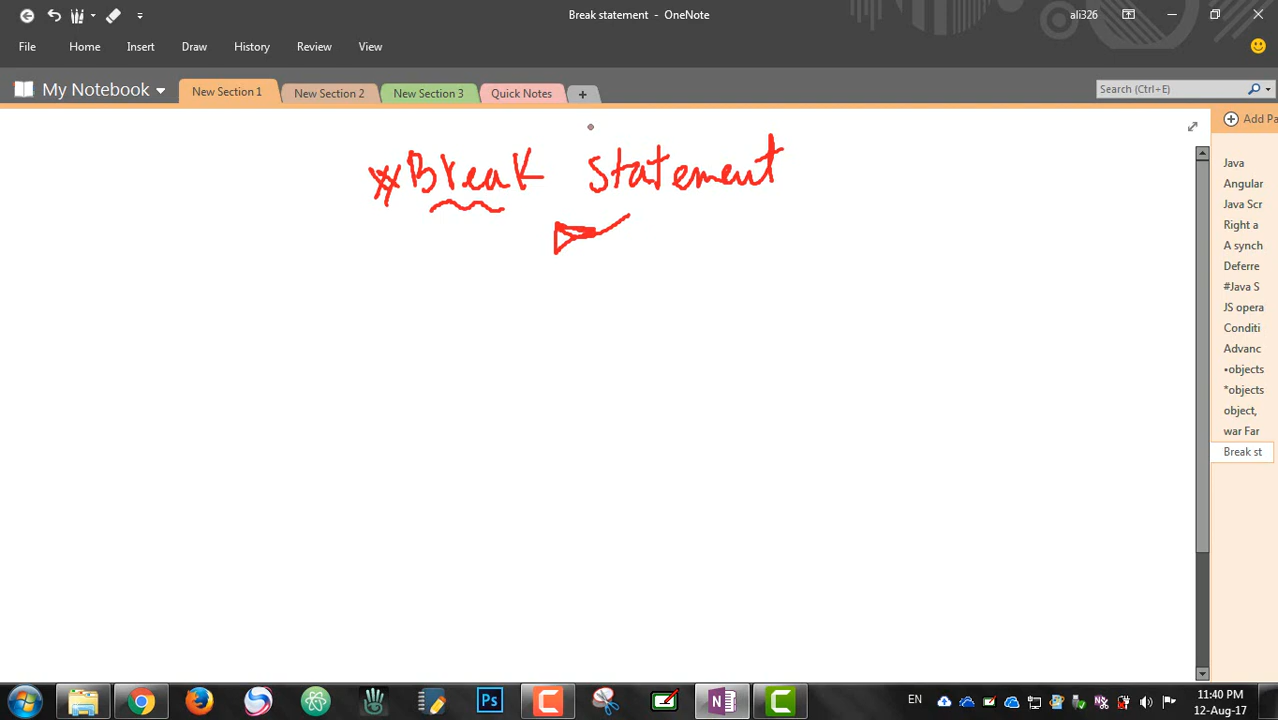 Break statement - OneNote
ali326
File Home Insert Draw History Review View
My Notebook New Section 1 New Section 2 New Section 3 Quick Notes +
Search (Ctrl+E)
Add Pa
Break statement
Java
Angular
Java Scr
Right a
A synch
Deferre
#Java S
JS opera
Conditi
Advanc
•objects
*objects
object,
war Far
Break st
Ps
N
EN
11:40 PM
12-Aug-17